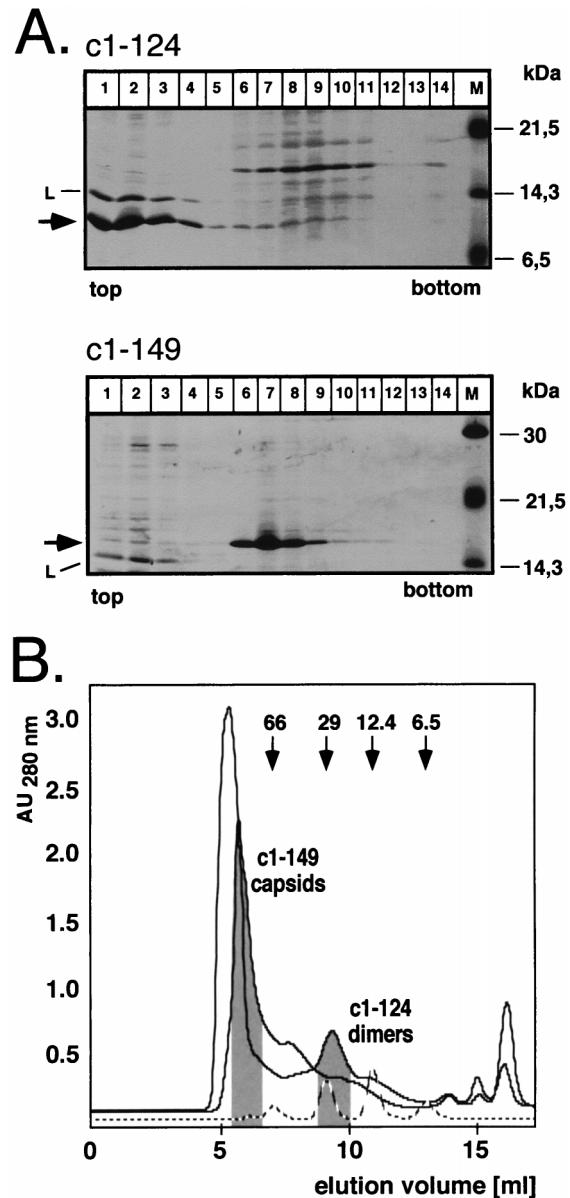 A.
c1-124
1 2 3 4 5 6 7 8 9 10 11 12 13 14 M
kDa
21,5
L
14,3
6,5
top bottom
c1-149
1 2 3 4 5 6 7 8 9 10 11 12 13 14 M
kDa
30
21,5
L
14,3
top bottom
B.
AU 280 nm
3.0
66 29 12.4 6.5
2.5
2.0
c1-149
capsids
1.5
1.0
c1-124
dimers
0.5
0 5 10 15
elution volume [ml]